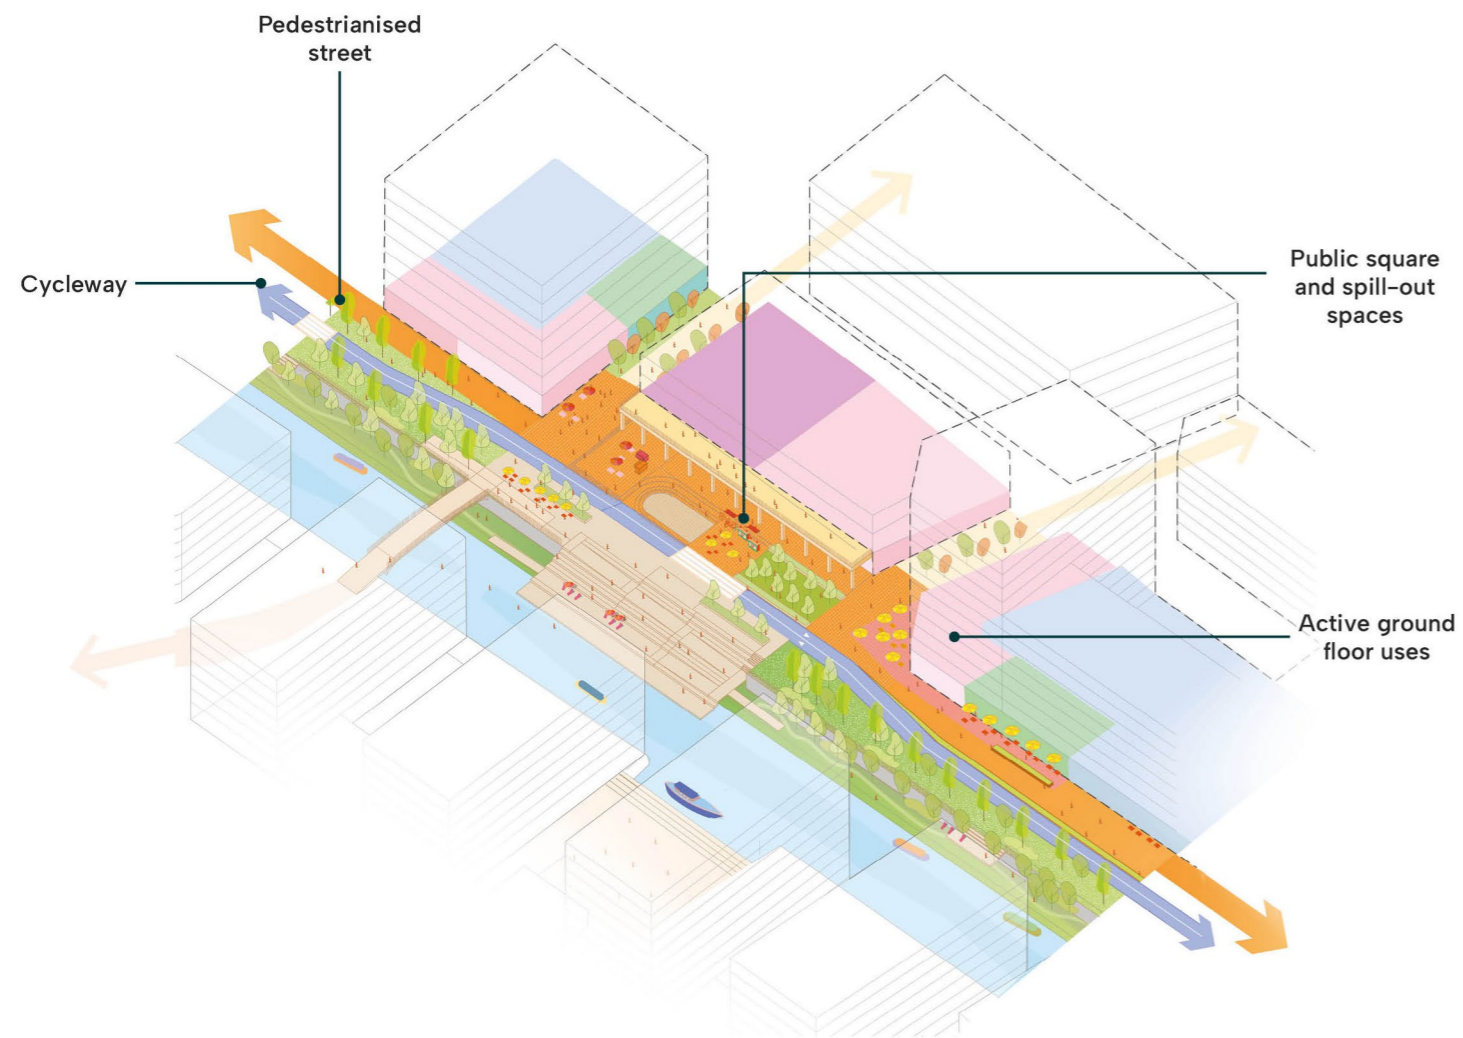 Pedestrianised
street
Cycleway
Public square
and spill-out
spaces
Active ground
floor uses